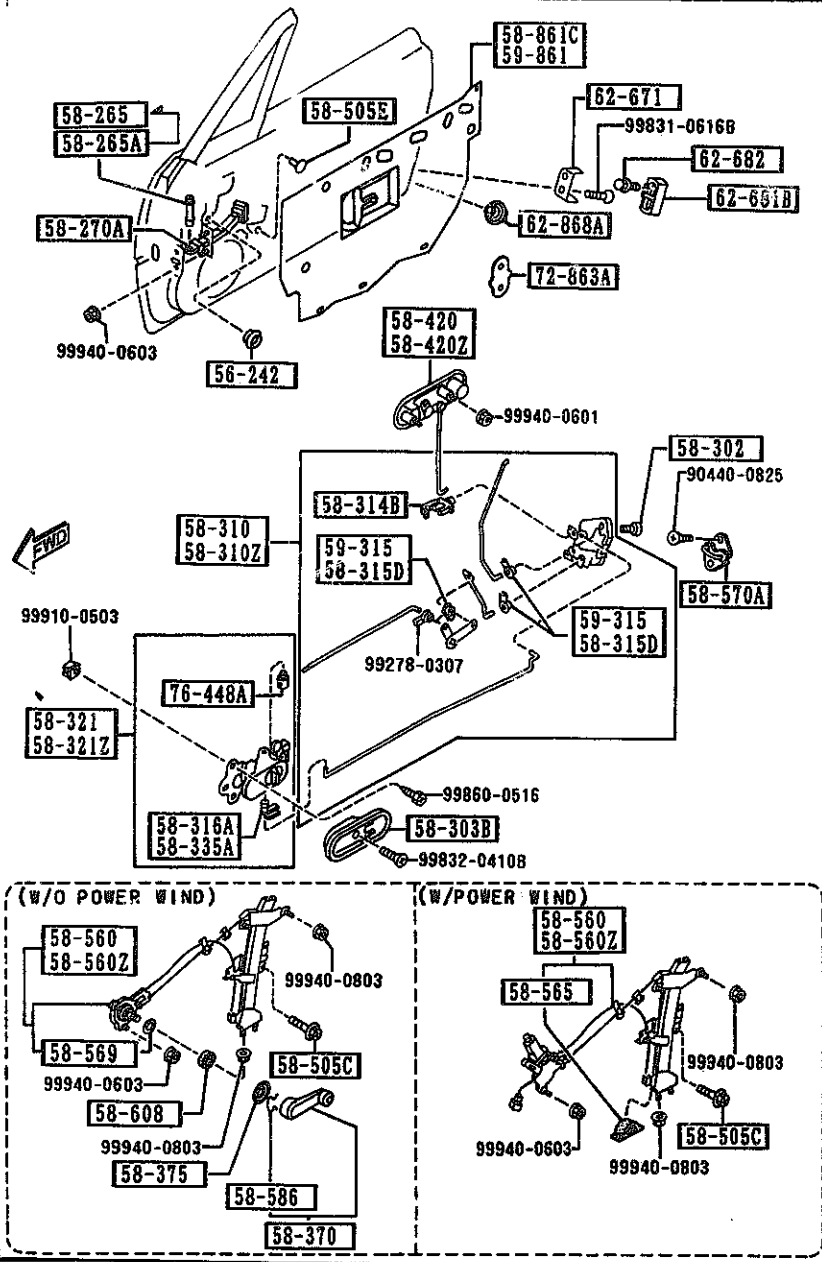 58-861C
59-861
58-265
58-265A
58-505E
62-671
99831-0616B
62-682
62-691B
58-270A
62-868A
72-863A
99940-0603
56-242
58-420
58-420Z
99940-0601
58-302
90440-0825
58-314B
58-310
58-310Z
59-315
58-315D
FWD
58-570A
99910-0503
59-315
58-315D
99278-0307
76-448A
58-321
58-321Z
99860-0516
58-316A
58-335A
58-303B
99832-0410B
(W/O POWER WIND)
58-560
58-560Z
99940-0803
58-569
58-505C
99940-0603
58-608
99940-0803
58-375
58-586
58-370
(W/POWER WIND)
58-560
58-560Z
58-565
99940-0803
58-505C
99940-0603
99940-0803